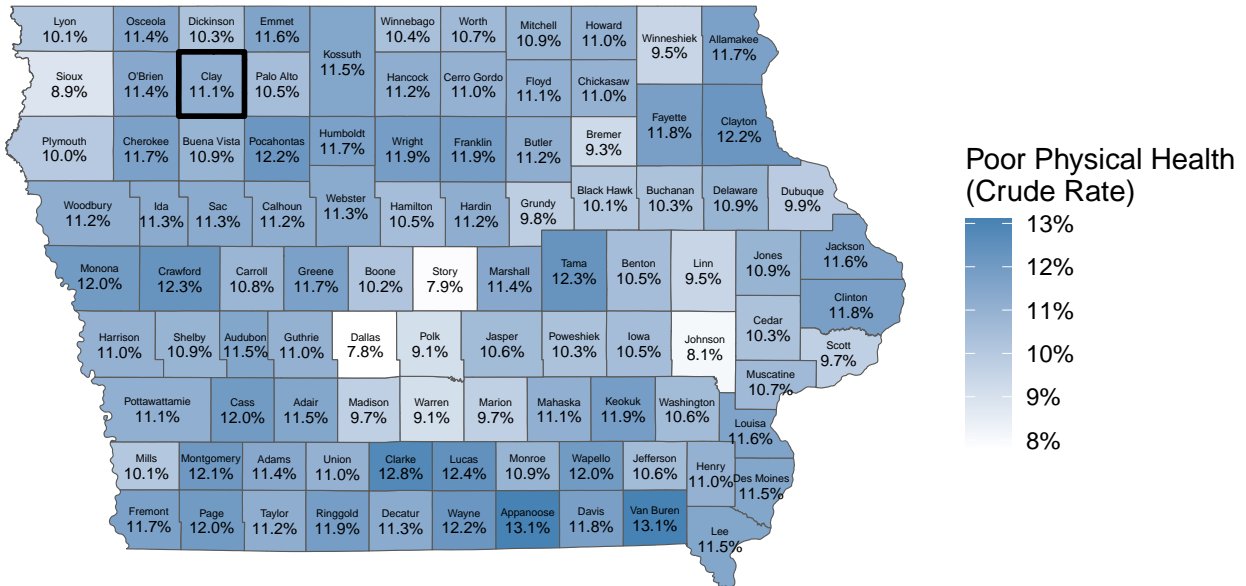 Lyon
10.1%
Osceola
11.4%
Dickinson
10.3%
Emmet
11.6%
Kossuth
11.5%
Winnebago
10.4%
Worth
10.7%
Mitchell
10.9%
Howard
11.0%
Winneshiek
9.5%
Allamakee
11.7%
Sioux
8.9%
O'Brien
11.4%
Clay
11.1%
Palo Alto
10.5%
Hancock
11.2%
Cerro Gordo
11.0%
Floyd
11.1%
Chickasaw
11.0%
Fayette
11.8%
Clayton
12.2%
Plymouth
10.0%
Cherokee
11.7%
Buena Vista
10.9%
Pocahontas
12.2%
Humboldt
11.7%
Wright
11.9%
Franklin
11.9%
Butler
11.2%
Bremer
9.3%
Woodbury
11.2%
Ida
11.3%
Sac
11.3%
Calhoun
11.2%
Webster
11.3%
Hamilton
10.5%
Hardin
11.2%
Grundy
9.8%
Black Hawk
10.1%
Buchanan
10.3%
Delaware
10.9%
Dubuque
9.9%
Monona
12.0%
Crawford
12.3%
Carroll
10.8%
Greene
11.7%
Boone
10.2%
Story
7.9%
Marshall
11.4%
Tama
12.3%
Benton
10.5%
Linn
9.5%
Jones
10.9%
Jackson
11.6%
Clinton
11.8%
Harrison
11.0%
Shelby
10.9%
Audubon
11.5%
Guthrie
11.0%
Dallas
7.8%
Polk
9.1%
Jasper
10.6%
Poweshiek
10.3%
Iowa
10.5%
Johnson
8.1%
Cedar
10.3%
Scott
9.7%
Muscatine
10.7%
Pottawattamie
11.1%
Cass
12.0%
Adair
11.5%
Madison
9.7%
Warren
9.1%
Marion
9.7%
Mahaska
11.1%
Keokuk
11.9%
Washington
10.6%
Louisa
11.6%
Mills
10.1%
Montgomery
12.1%
Adams
11.4%
Union
11.0%
Clarke
12.8%
Lucas
12.4%
Monroe
10.9%
Wapello
12.0%
Jefferson
10.6%
Henry
11.0%
Des Moines
11.5%
Fremont
11.7%
Page
12.0%
Taylor
11.2%
Ringgold
11.9%
Decatur
11.3%
Wayne
12.2%
Appanoose
13.1%
Davis
11.8%
Van Buren
13.1%
Lee
11.5%
Poor Physical Health
(Crude Rate)
13%
12%
11%
10%
9%
8%